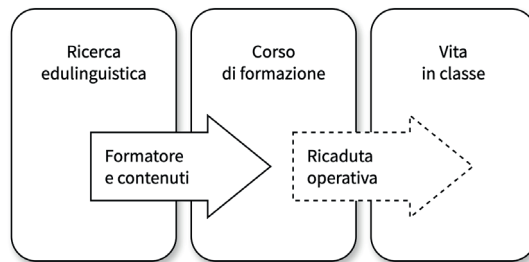 Ricerca
edulinguistica
Corso
di formazione
Vita
in classe
Formatore
e contenuti
Ricaduta
operativa